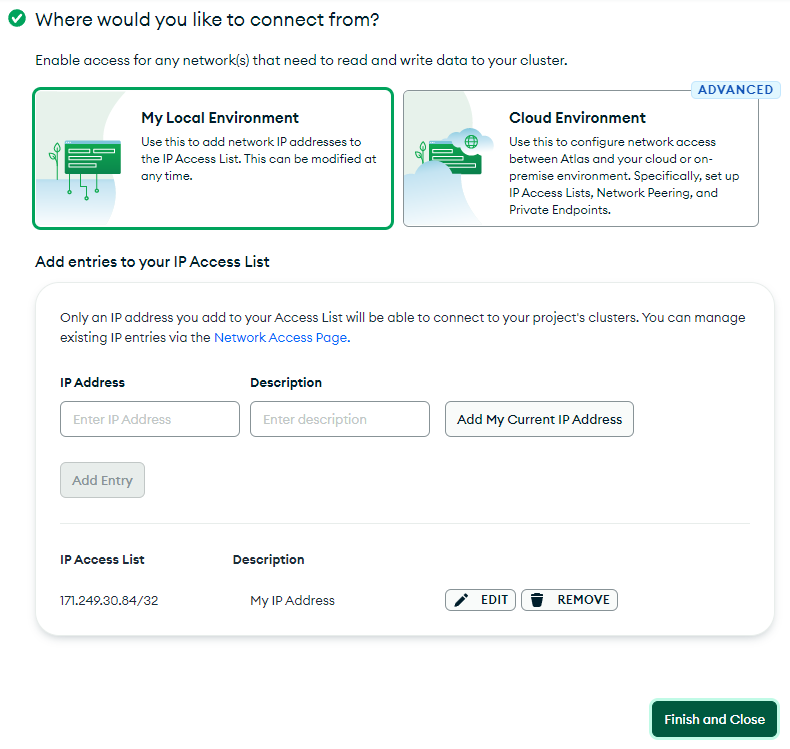 Where would you like to connect from?
Enable access for any network(s) that need to read and write data to your cluster.
My Local Environment
Use this to add network IP addresses to
the IP Access List. This can be modified at
any time.
ADVANCED
Cloud Environment
Use this to configure network access
between Atlas and your cloud or on-
premise environment. Specifically, set up
IP Access Lists, Network Peering, and
Private Endpoints.
Add entries to your IP Access List
Only an IP address you add to your Access List will be able to connect to your project's clusters. You can manage
existing IP entries via the Network Access Page.
IP Address Description
Enter IP Address Enter description Add My Current IP Address
Add Entry
IP Access List Description
171.249.30.84/32 My IP Address EDIT REMOVE
Finish and Close